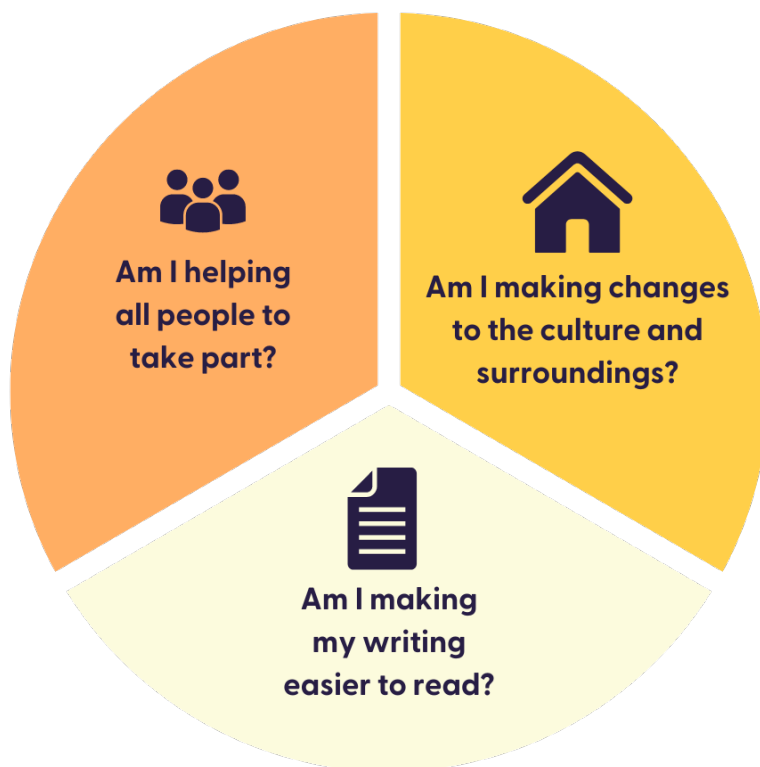 Am I helping
all people to
take part?
Am I making changes
to the culture and
surroundings?
Am I making
my writing
easier to read?